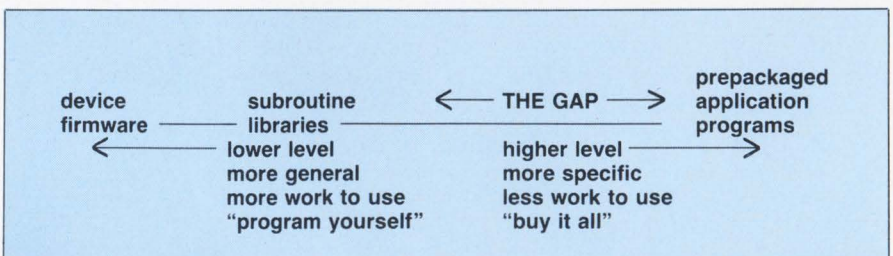 prepackaged
device subroutine THE GAP application
firmware libraries programs
lower level higher level
more general more specific
more work to use less work to use
“program yourself” “buy it all”